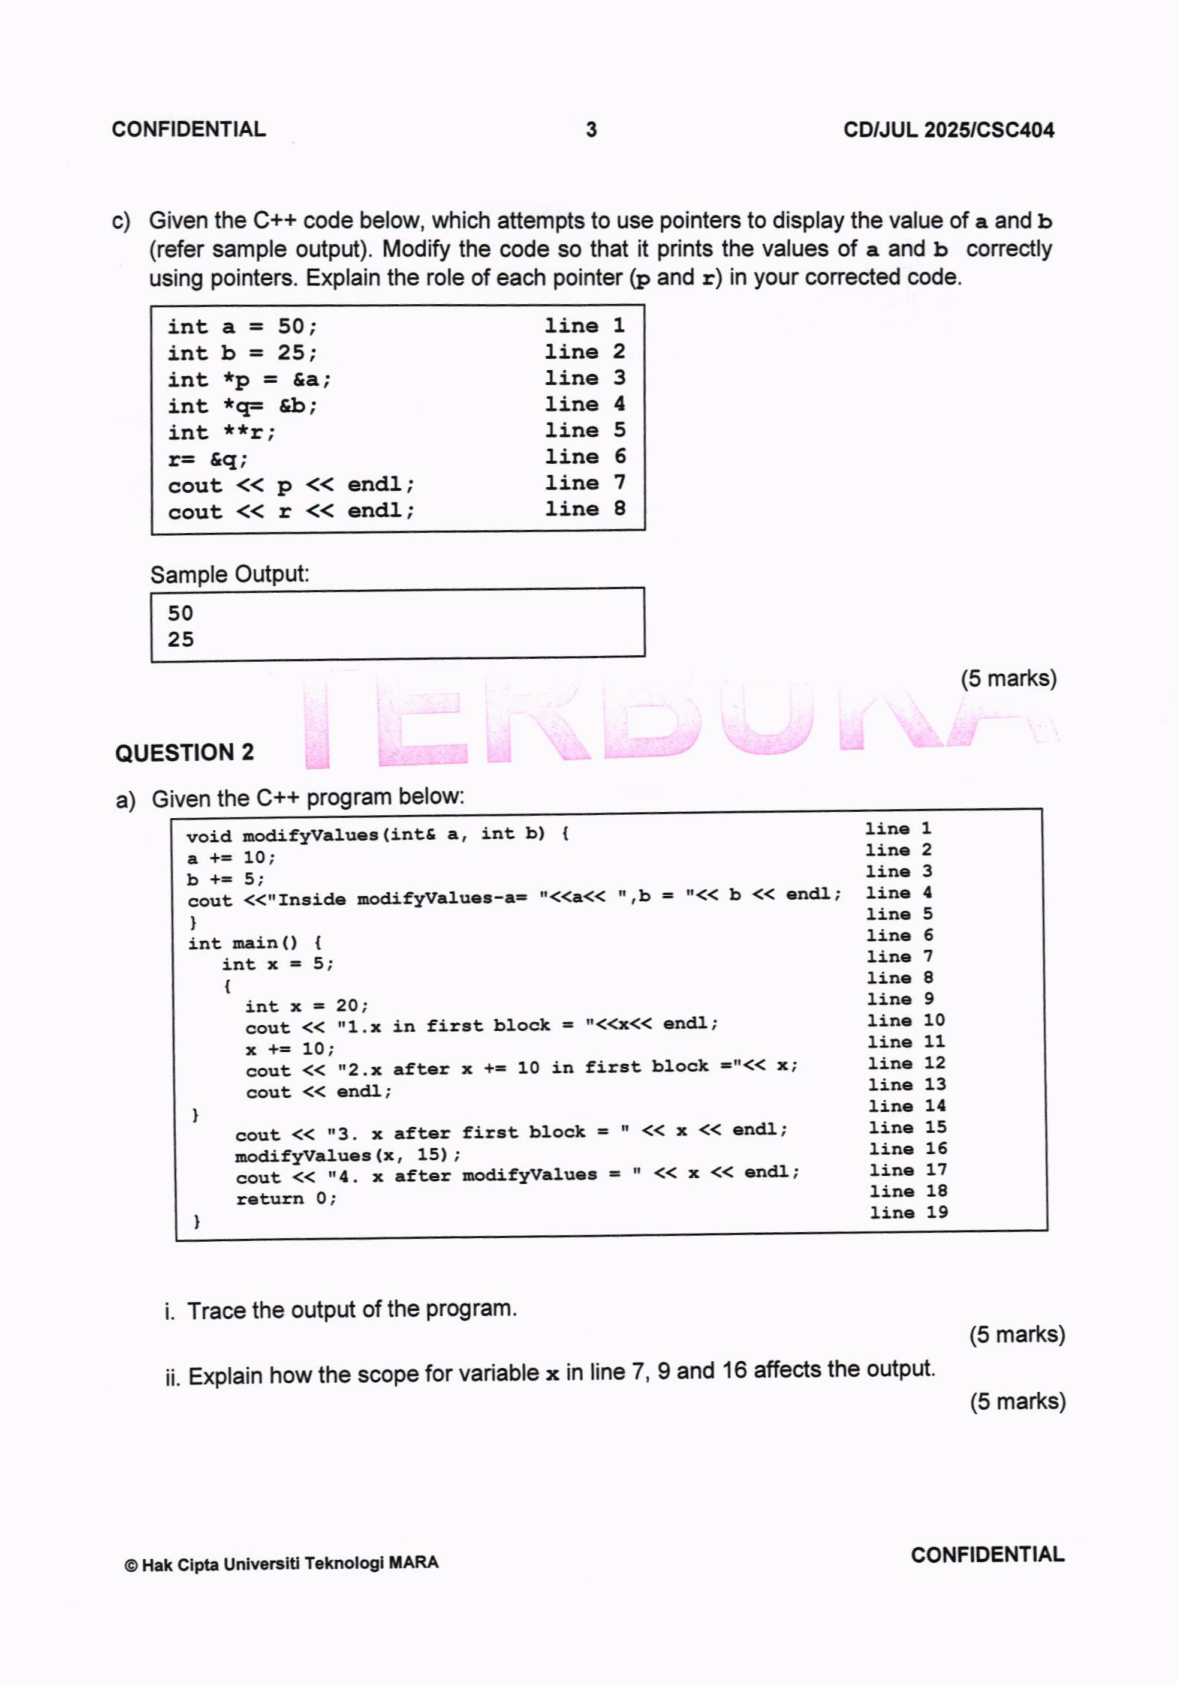 CONFIDENTIAL 3 CD/JUL 2025/CSC404
c) Given the C++ code below, which attempts to use pointers to display the value of a and b
(refer sample output). Modify the code so that it prints the values of a and b correctly
using pointers. Explain the role of each pointer (p and r) in your corrected code.
int a = 50; line 1
int b = 25; line 2
int *p = &a; line 3
int *q= &b; line 4
int **r; line 5
r= &q; line 6
cout << p << endl; line 7
cout << r << endl; line 8
Sample Output:
50
25
(5 marks)
TERBUKA
QUESTION 2
a) Given the C++ program below:
void modifyValues(int& a, int b) { line 1
a += 10; line 2
b += 5; line 3
cout <<"Inside modifyValues-a= "<<a<< ",b = "<< b << endl; line 4
} line 5
int main() { line 6
int x = 5; line 7
{ line 8
int x = 20; line 9
cout << "1.x in first block = "<<x<< endl; line 10
x += 10; line 11
cout << "2.x after x += 10 in first block ="<< x; line 12
cout << endl; line 13
} line 14
cout << "3. x after first block = " << x << endl; line 15
modifyValues(x, 15); line 16
cout << "4. x after modifyValues = " << x << endl; line 17
return 0; line 18
} line 19
i. Trace the output of the program.
(5 marks)
ii. Explain how the scope for variable x in line 7, 9 and 16 affects the output.
(5 marks)
© Hak Cipta Universiti Teknologi MARA CONFIDENTIAL